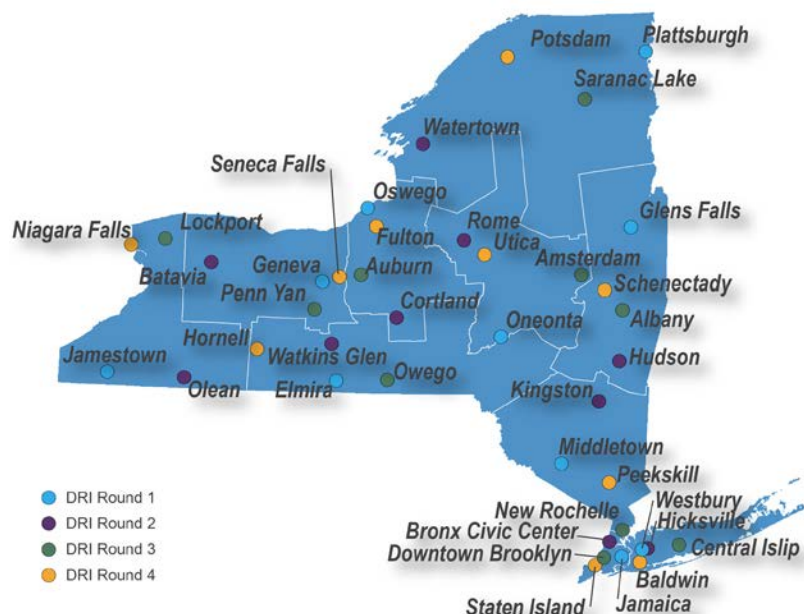 Potsdam
Plattsburgh
Saranac Lake
Watertown
Seneca Falls
Oswego
Glens Falls
Niagara Falls
Lockport
Rome
Fulton
Utica
Batavia
Geneva
Auburn
Amsterdam
Schenectady
Penn Yan
Cortland
Albany
Oneonta
Hornell
Jamestown
Watkins Glen
Hudson
Olean
Elmira
Owego
Kingston
Middletown
Peekskill
DRI Round 1
DRI Round 2
DRI Round 3
DRI Round 4
New Rochelle
Westbury
Bronx Civic Center
Hicksville
Downtown Brooklyn
Central Islip
Baldwin
Staten Island
Jamaica